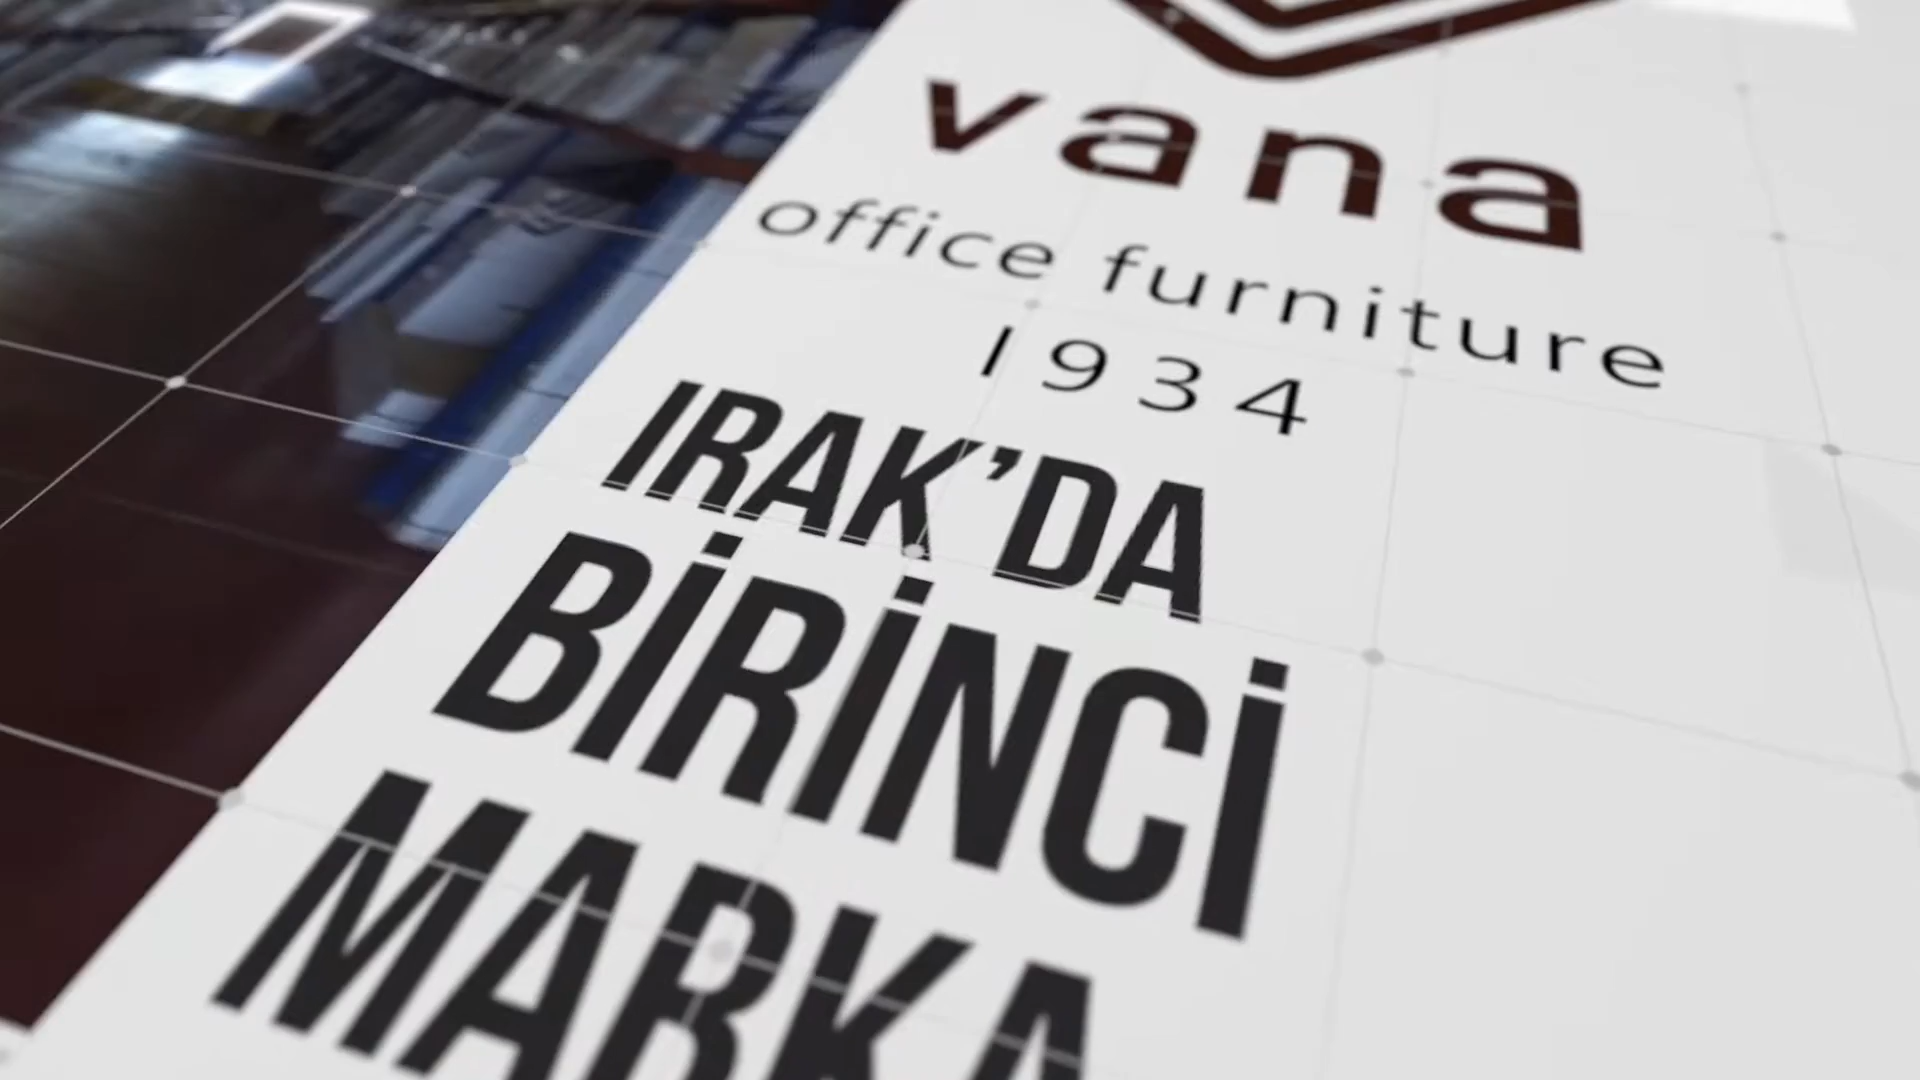 vana
office furniture
1934
IRAK’DA
BİRİNCİ
MARKA